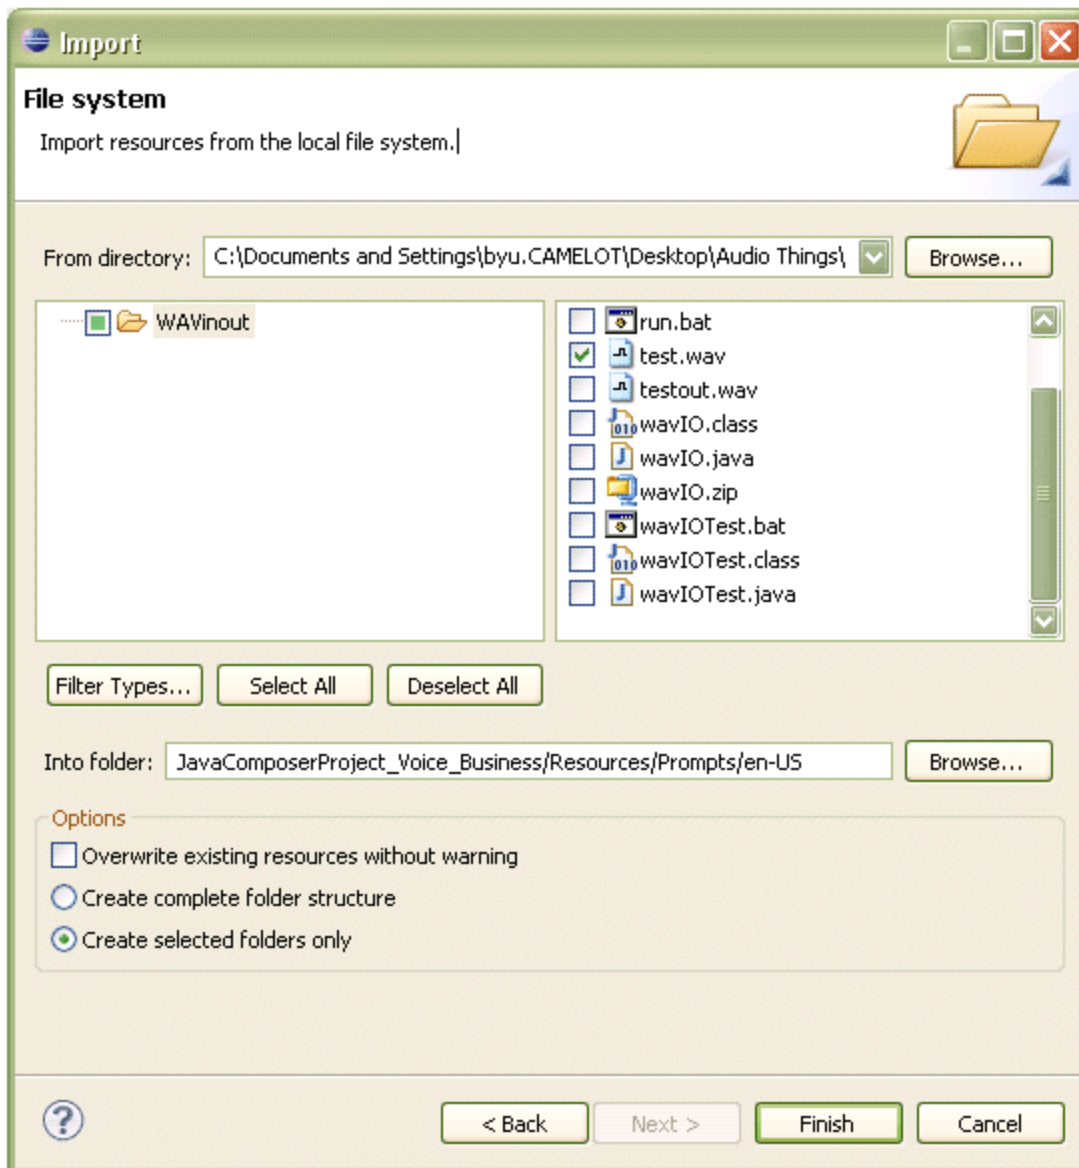 Import
File system
Import resources from the local file system.
From directory: C:\Documents and Settings\byu.CAMELOT\Desktop\Audio Things\ Browse...
WAVinout
run.bat
test.wav
testout.wav
wavIO.class
wavIO.java
wavIO.zip
wavIOTest.bat
wavIOTest.class
wavIOTest.java
Filter Types... Select All Deselect All
Into folder: JavaComposerProject_Voice_Business/Resources/Prompts/en-US Browse...
Options
Overwrite existing resources without warning
Create complete folder structure
Create selected folders only
? < Back Next > Finish Cancel